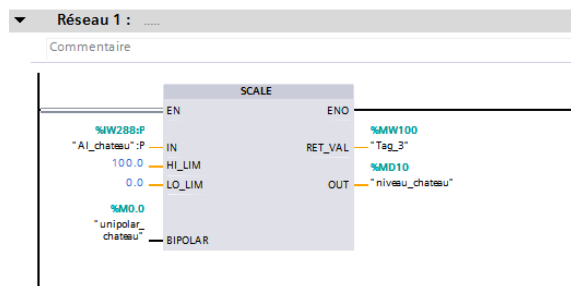 Réseau 1 : .....
Commentaire
SCALE
EN ENO
%IW288:P %MW100
"AI_chateau":P IN RET_VAL "Tag_3"
100.0 HI_LIM %MD10
0.0 LO_LIM OUT "niveau_chateau"
%M0.0
"unipolar_
chateau" BIPOLAR